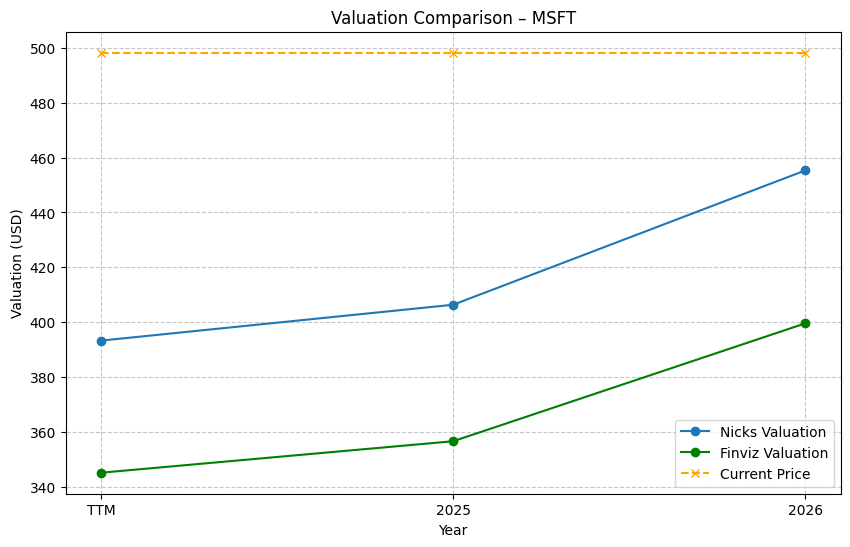 Valuation Comparison – MSFT
Valuation (USD)
500
480
460
440
420
400
380
360
340
TTM
2025
2026
Year
Nicks Valuation
Finviz Valuation
Current Price